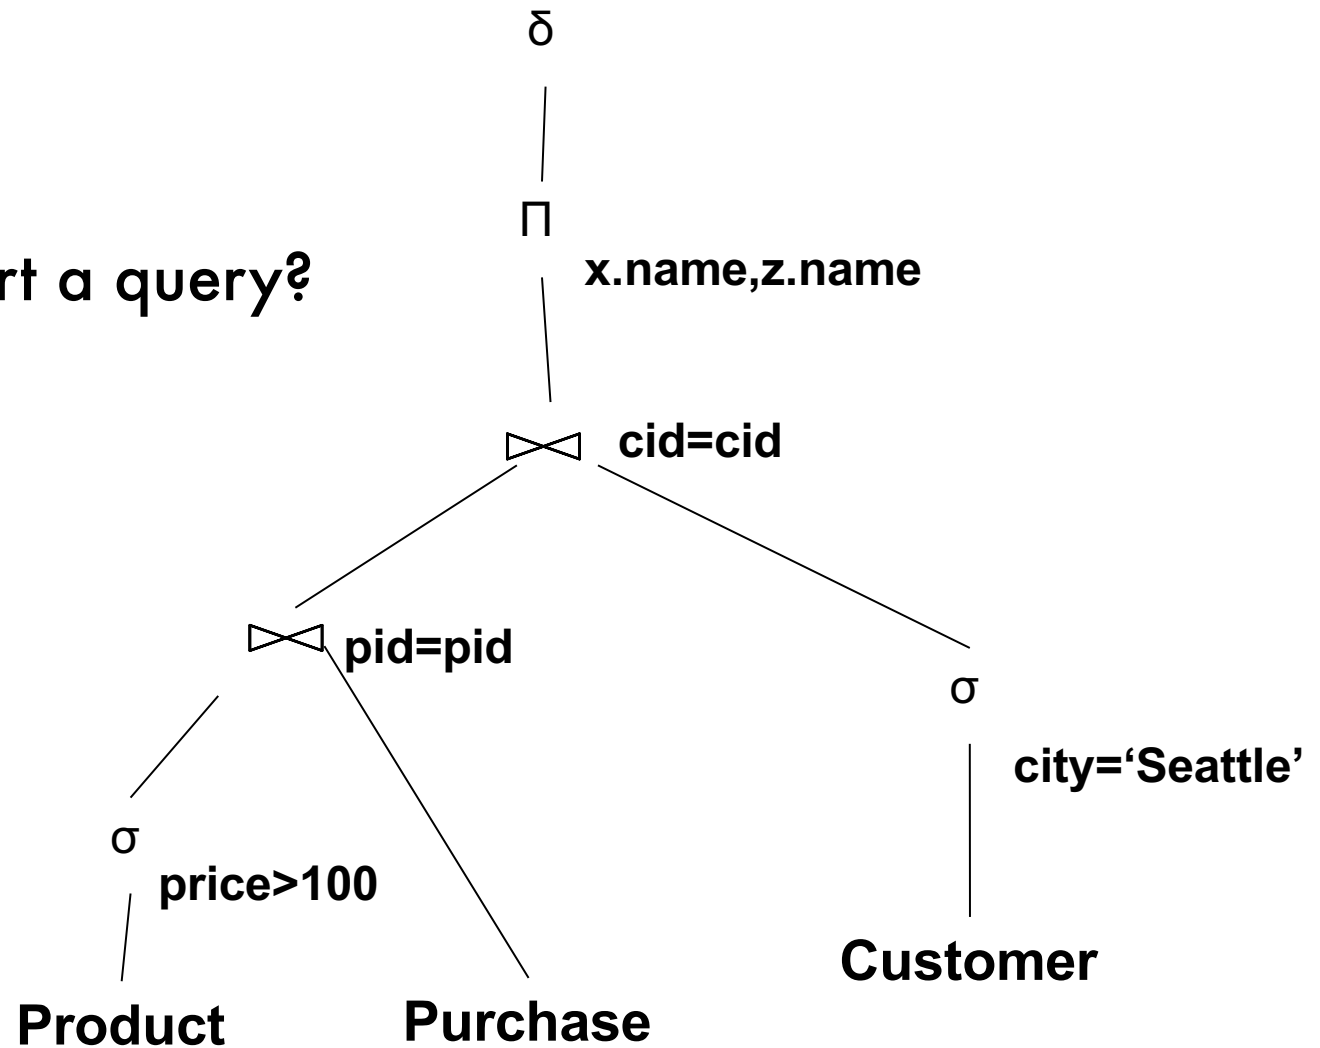 δ
Π
x.name,z.name
rt a query?
⋈ cid=cid
⋈ pid=pid
σ
city=‘Seattle’
σ
price>100
Customer
Product
Purchase